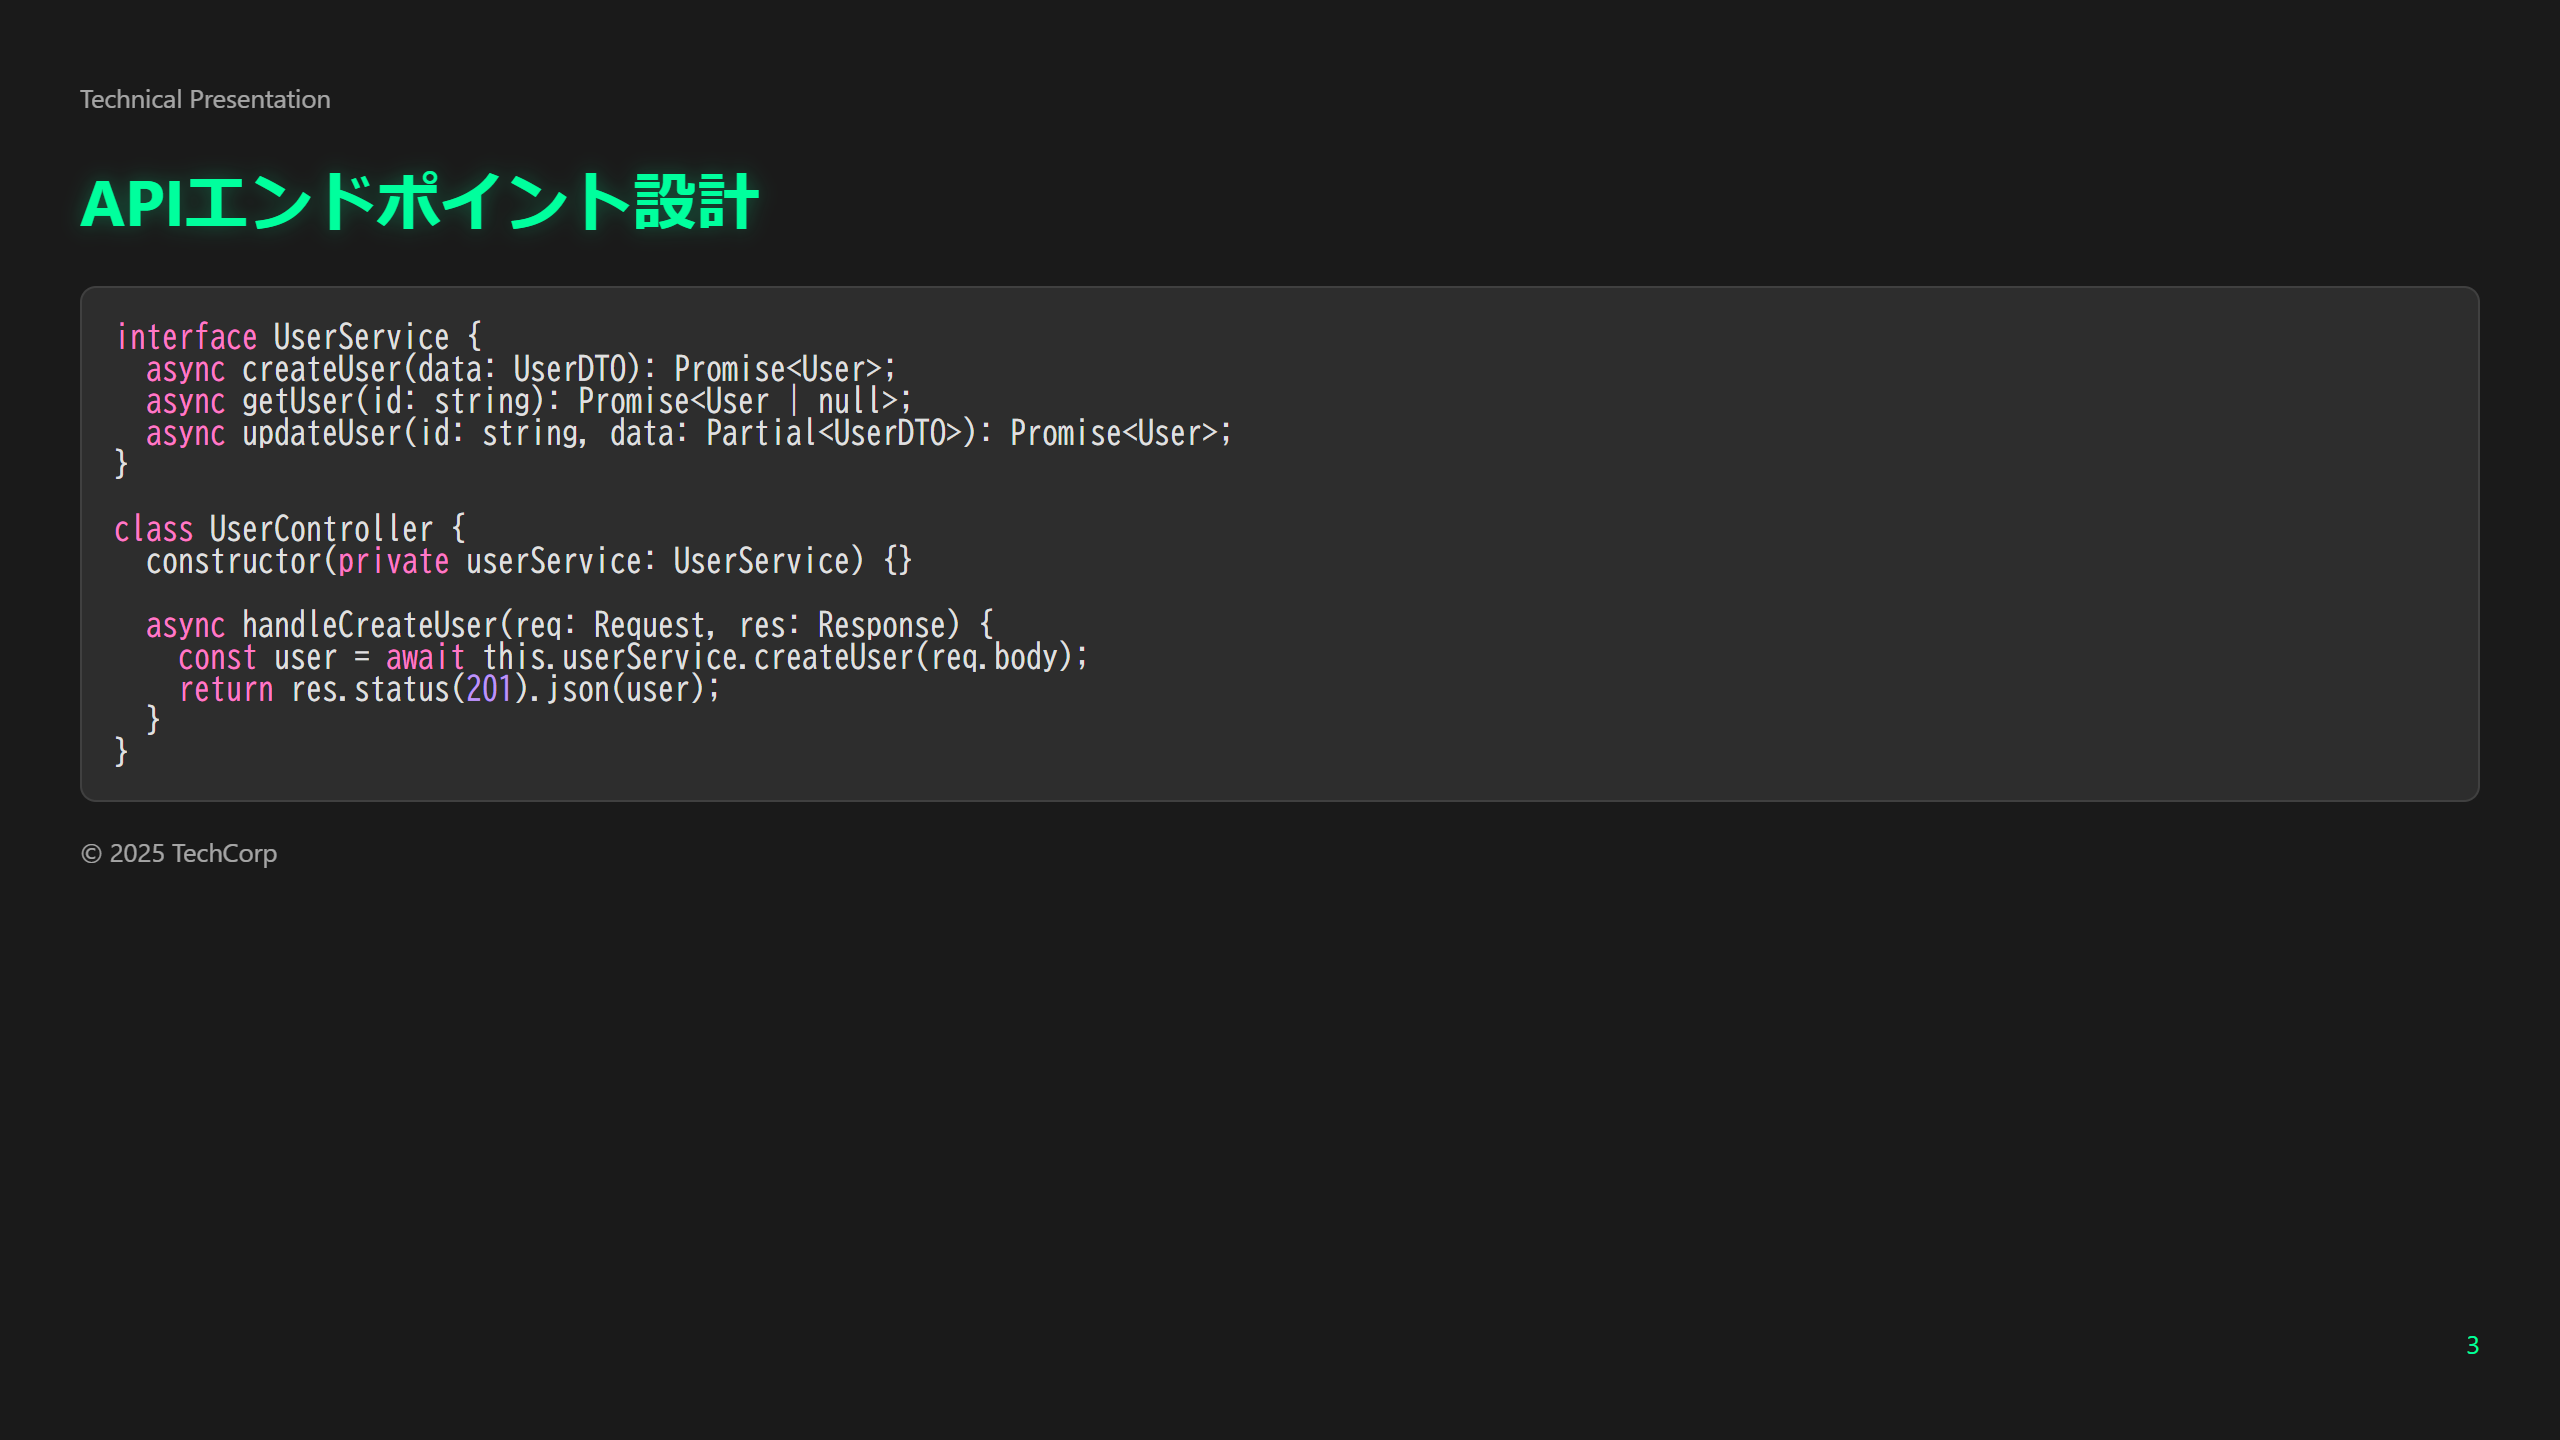 Technical Presentation
APIエンドポイント設計
interface UserService {
  async createUser(data: UserDTO): Promise<User>;
  async getUser(id: string): Promise<User | null>;
  async updateUser(id: string, data: Partial<UserDTO>): Promise<User>;
}
class UserController {
  constructor(private userService: UserService) {}
  async handleCreateUser(req: Request, res: Response) {
    const user = await this.userService.createUser(req.body);
    return res.status(201).json(user);
  }
}
© 2025 TechCorp
3